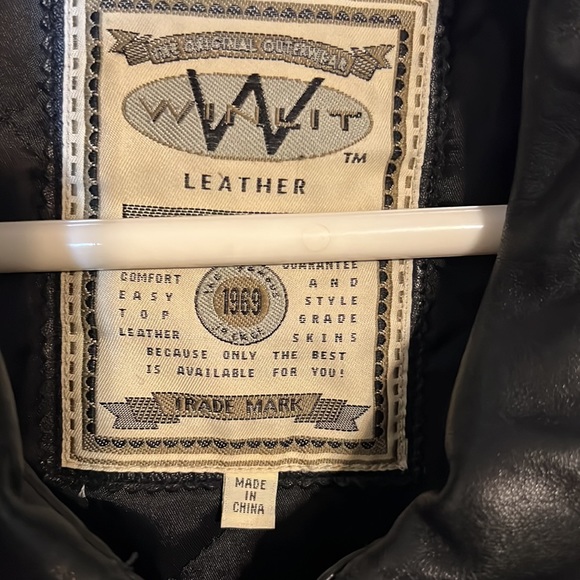 THE ORIGINAL OUTERWEAR
WINLIT
W
TM
LEATHER
COMFORT GUARANTEE
EASY AND
TOP STYLE
LEATHER GRADE
SKINS
1969
BECAUSE ONLY THE BEST
IS AVAILABLE FOR YOU!
TRADE MARK
MADE
IN
CHINA